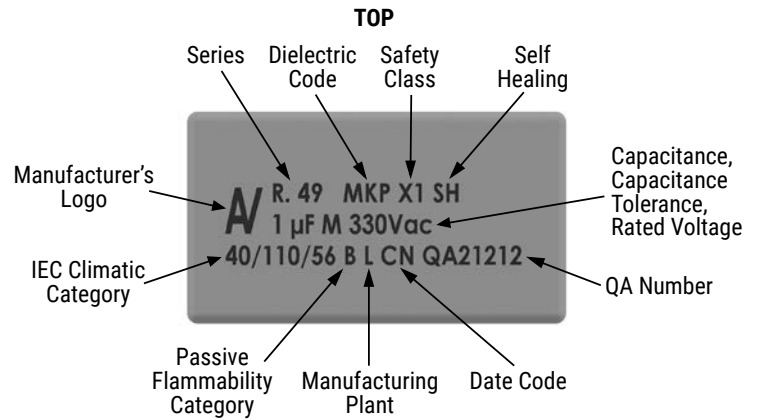 TOP
Series
Dielectric
Code
Safety
Class
Self
Healing
Manufacturer's
Logo
R. 49 MKP X1 SH
1 µF M 330Vac
40/110/56 B L CN QA21212
Capacitance,
Capacitance
Tolerance,
Rated Voltage
IEC Climatic
Category
QA Number
Passive
Flammability
Category
Manufacturing
Plant
Date Code